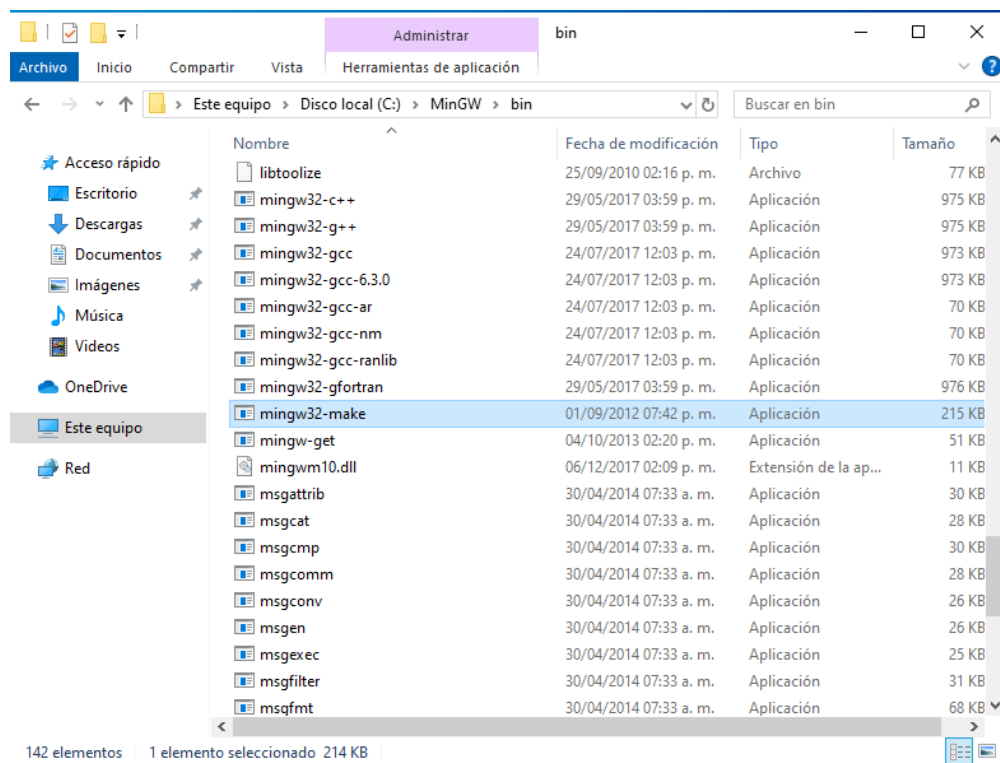 Administrar bin
Archivo Inicio Compartir Vista Herramientas de aplicación
Este equipo > Disco local (C:) > MinGW > bin Buscar en bin
Acceso rápido
Escritorio
Descargas
Documentos
Imágenes
Música
Videos
OneDrive
Este equipo
Red
Nombre Fecha de modificación Tipo Tamaño
libtoolize 25/09/2010 02:16 p. m. Archivo 77 KB
mingw32-c++ 29/05/2017 03:59 p. m. Aplicación 975 KB
mingw32-g++ 29/05/2017 03:59 p. m. Aplicación 975 KB
mingw32-gcc 24/07/2017 12:03 p. m. Aplicación 973 KB
mingw32-gcc-6.3.0 24/07/2017 12:03 p. m. Aplicación 973 KB
mingw32-gcc-ar 24/07/2017 12:03 p. m. Aplicación 70 KB
mingw32-gcc-nm 24/07/2017 12:03 p. m. Aplicación 70 KB
mingw32-gcc-ranlib 24/07/2017 12:03 p. m. Aplicación 70 KB
mingw32-gfortran 29/05/2017 03:59 p. m. Aplicación 976 KB
mingw32-make 01/09/2012 07:42 p. m. Aplicación 215 KB
mingw-get 04/10/2013 02:20 p. m. Aplicación 51 KB
mingwm10.dll 06/12/2017 02:09 p. m. Extensión de la ap... 11 KB
msgattrib 30/04/2014 07:33 a. m. Aplicación 30 KB
msgcat 30/04/2014 07:33 a. m. Aplicación 28 KB
msgcmp 30/04/2014 07:33 a. m. Aplicación 30 KB
msgcomm 30/04/2014 07:33 a. m. Aplicación 28 KB
msgconv 30/04/2014 07:33 a. m. Aplicación 26 KB
msgen 30/04/2014 07:33 a. m. Aplicación 26 KB
msgexec 30/04/2014 07:33 a. m. Aplicación 25 KB
msgfilter 30/04/2014 07:33 a. m. Aplicación 31 KB
msgfmt 30/04/2014 07:33 a. m. Aplicación 68 KB
142 elementos 1 elemento seleccionado 214 KB